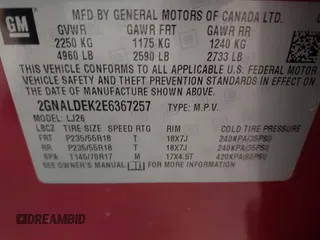 GM
MFD BY GENERAL MOTORS OF CANADA LTD.
GVWR GAWR FRT GAWR RR
2250 KG 1175 KG 1240 KG
4960 LB 2590 LB 2733 LB
THIS VEHICLE CONFORMS TO ALL APPLICABLE U.S. FEDERAL
MOTOR VEHICLE SAFETY, BUMPER, AND THEFT PREVENTION
STANDARDS IN EFFECT ON THE DATE OF MANUFACTURE
SHOWN ABOVE.
2GNALDEK2E6367257 TYPE: M.P.V.
MODEL: LJ26
LBCZ TIRE SIZE SPEED RTG RIM COLD TIRE PRESSURE
FRT P235/55R18 T 18X7J 240KPA(35PSI)
RR P235/55R18 T 18X7J 240KPA(35PSI)
SPA T145/70R17 M 17X4.5T 420KPA(60PSI)
SEE OWNER'S MANUAL FOR ADDITIONAL INFORMATION.
DREAMBID